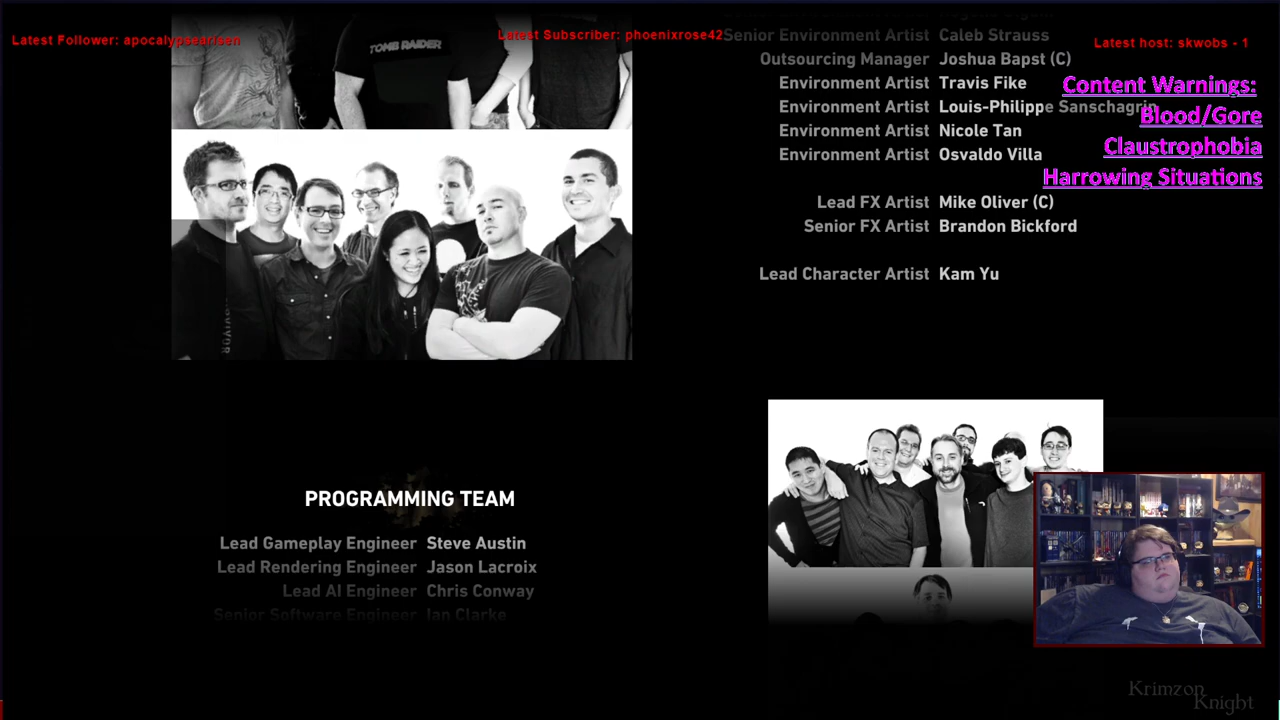 Latest Follower: apocalypsearisen
Latest Subscriber: phoenixrose42
Latest host: skwobs - 1
TOMB RAIDER
Senior Environment Artist Caleb Strauss
Outsourcing Manager Joshua Bapst (C)
Environment Artist Travis Fike
Environment Artist Louis-Philippe Sanschagrin
Environment Artist Nicole Tan
Environment Artist Osvaldo Villa
Lead FX Artist Mike Oliver (C)
Senior FX Artist Brandon Bickford
Lead Character Artist Kam Yu
Content Warnings:
Blood/Gore
Claustrophobia
Harrowing Situations
PROGRAMMING TEAM
Lead Gameplay Engineer Steve Austin
Lead Rendering Engineer Jason Lacroix
Lead AI Engineer Chris Conway
Senior Software Engineer Ian Clarke
Krimzon
Knight